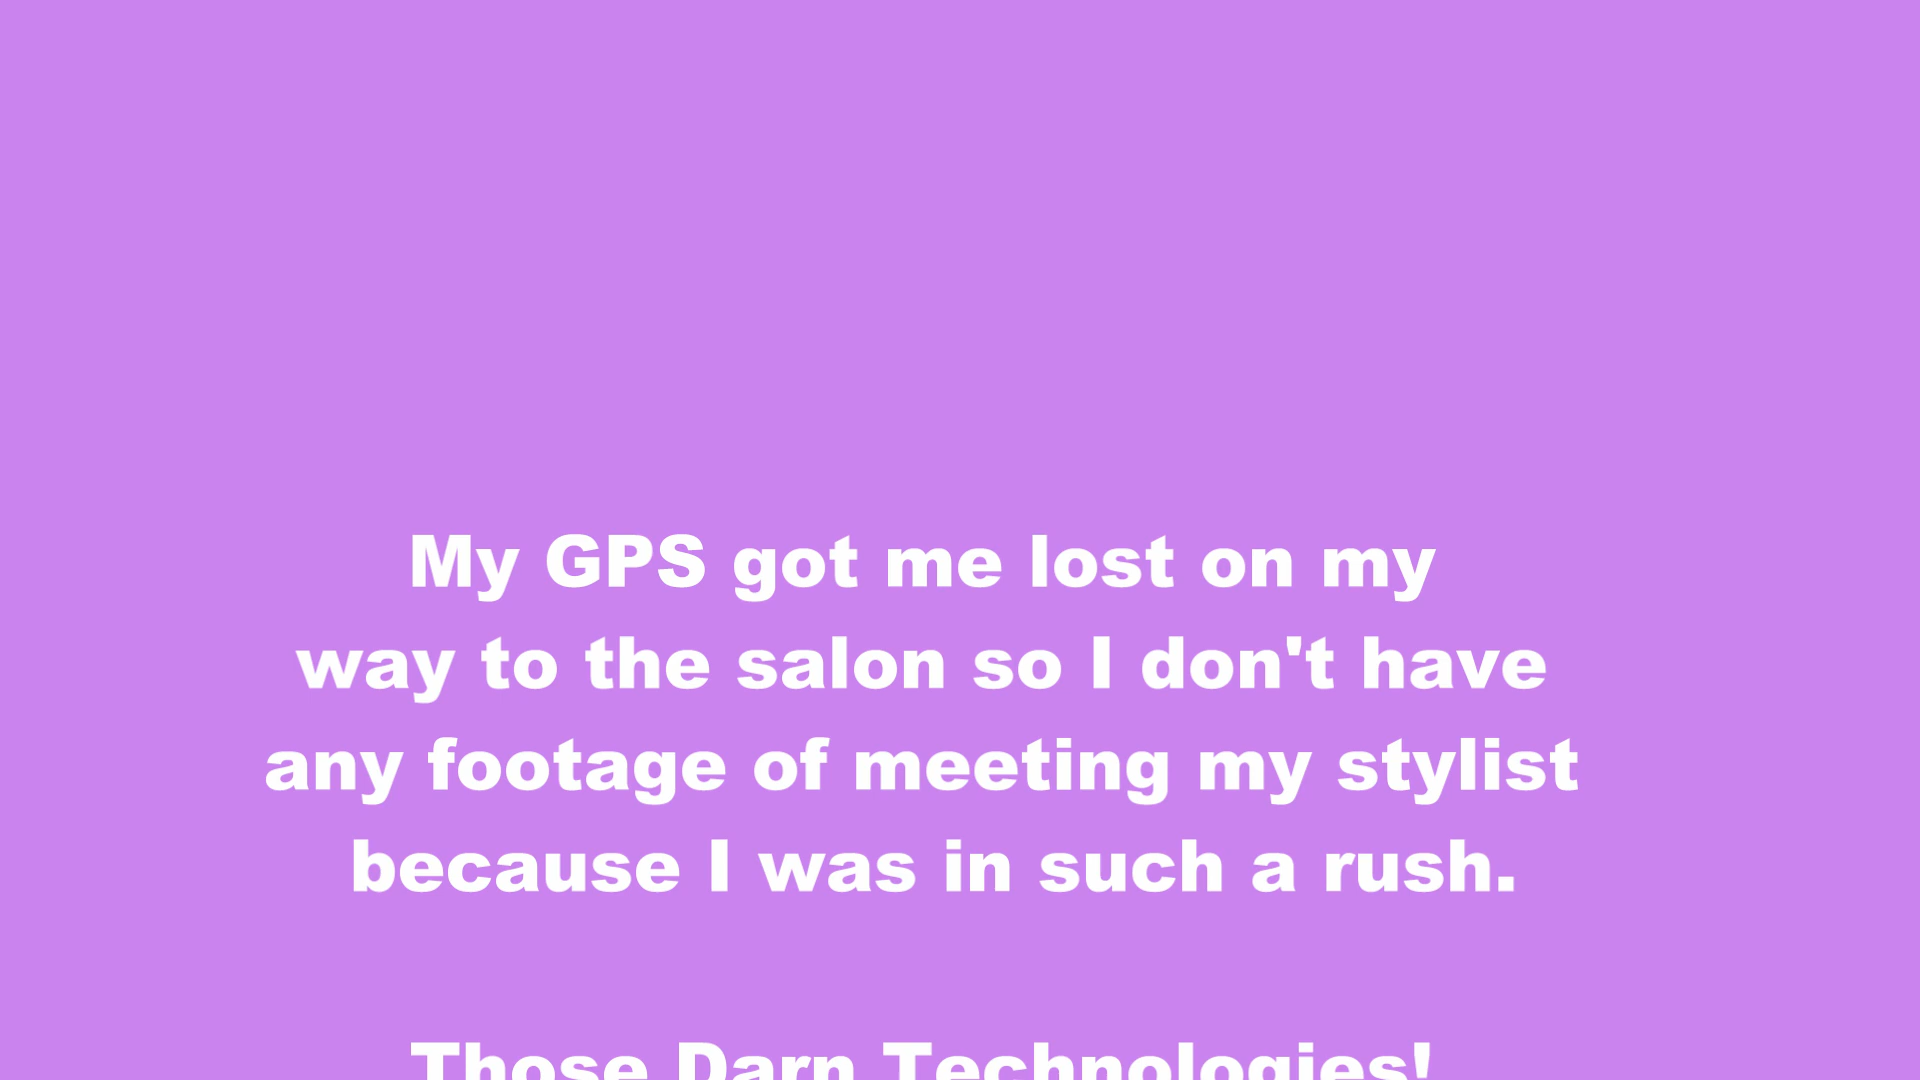 My GPS got me lost on my
way to the salon so I don't have
any footage of meeting my stylist
because I was in such a rush.
Those Darn Technologies!